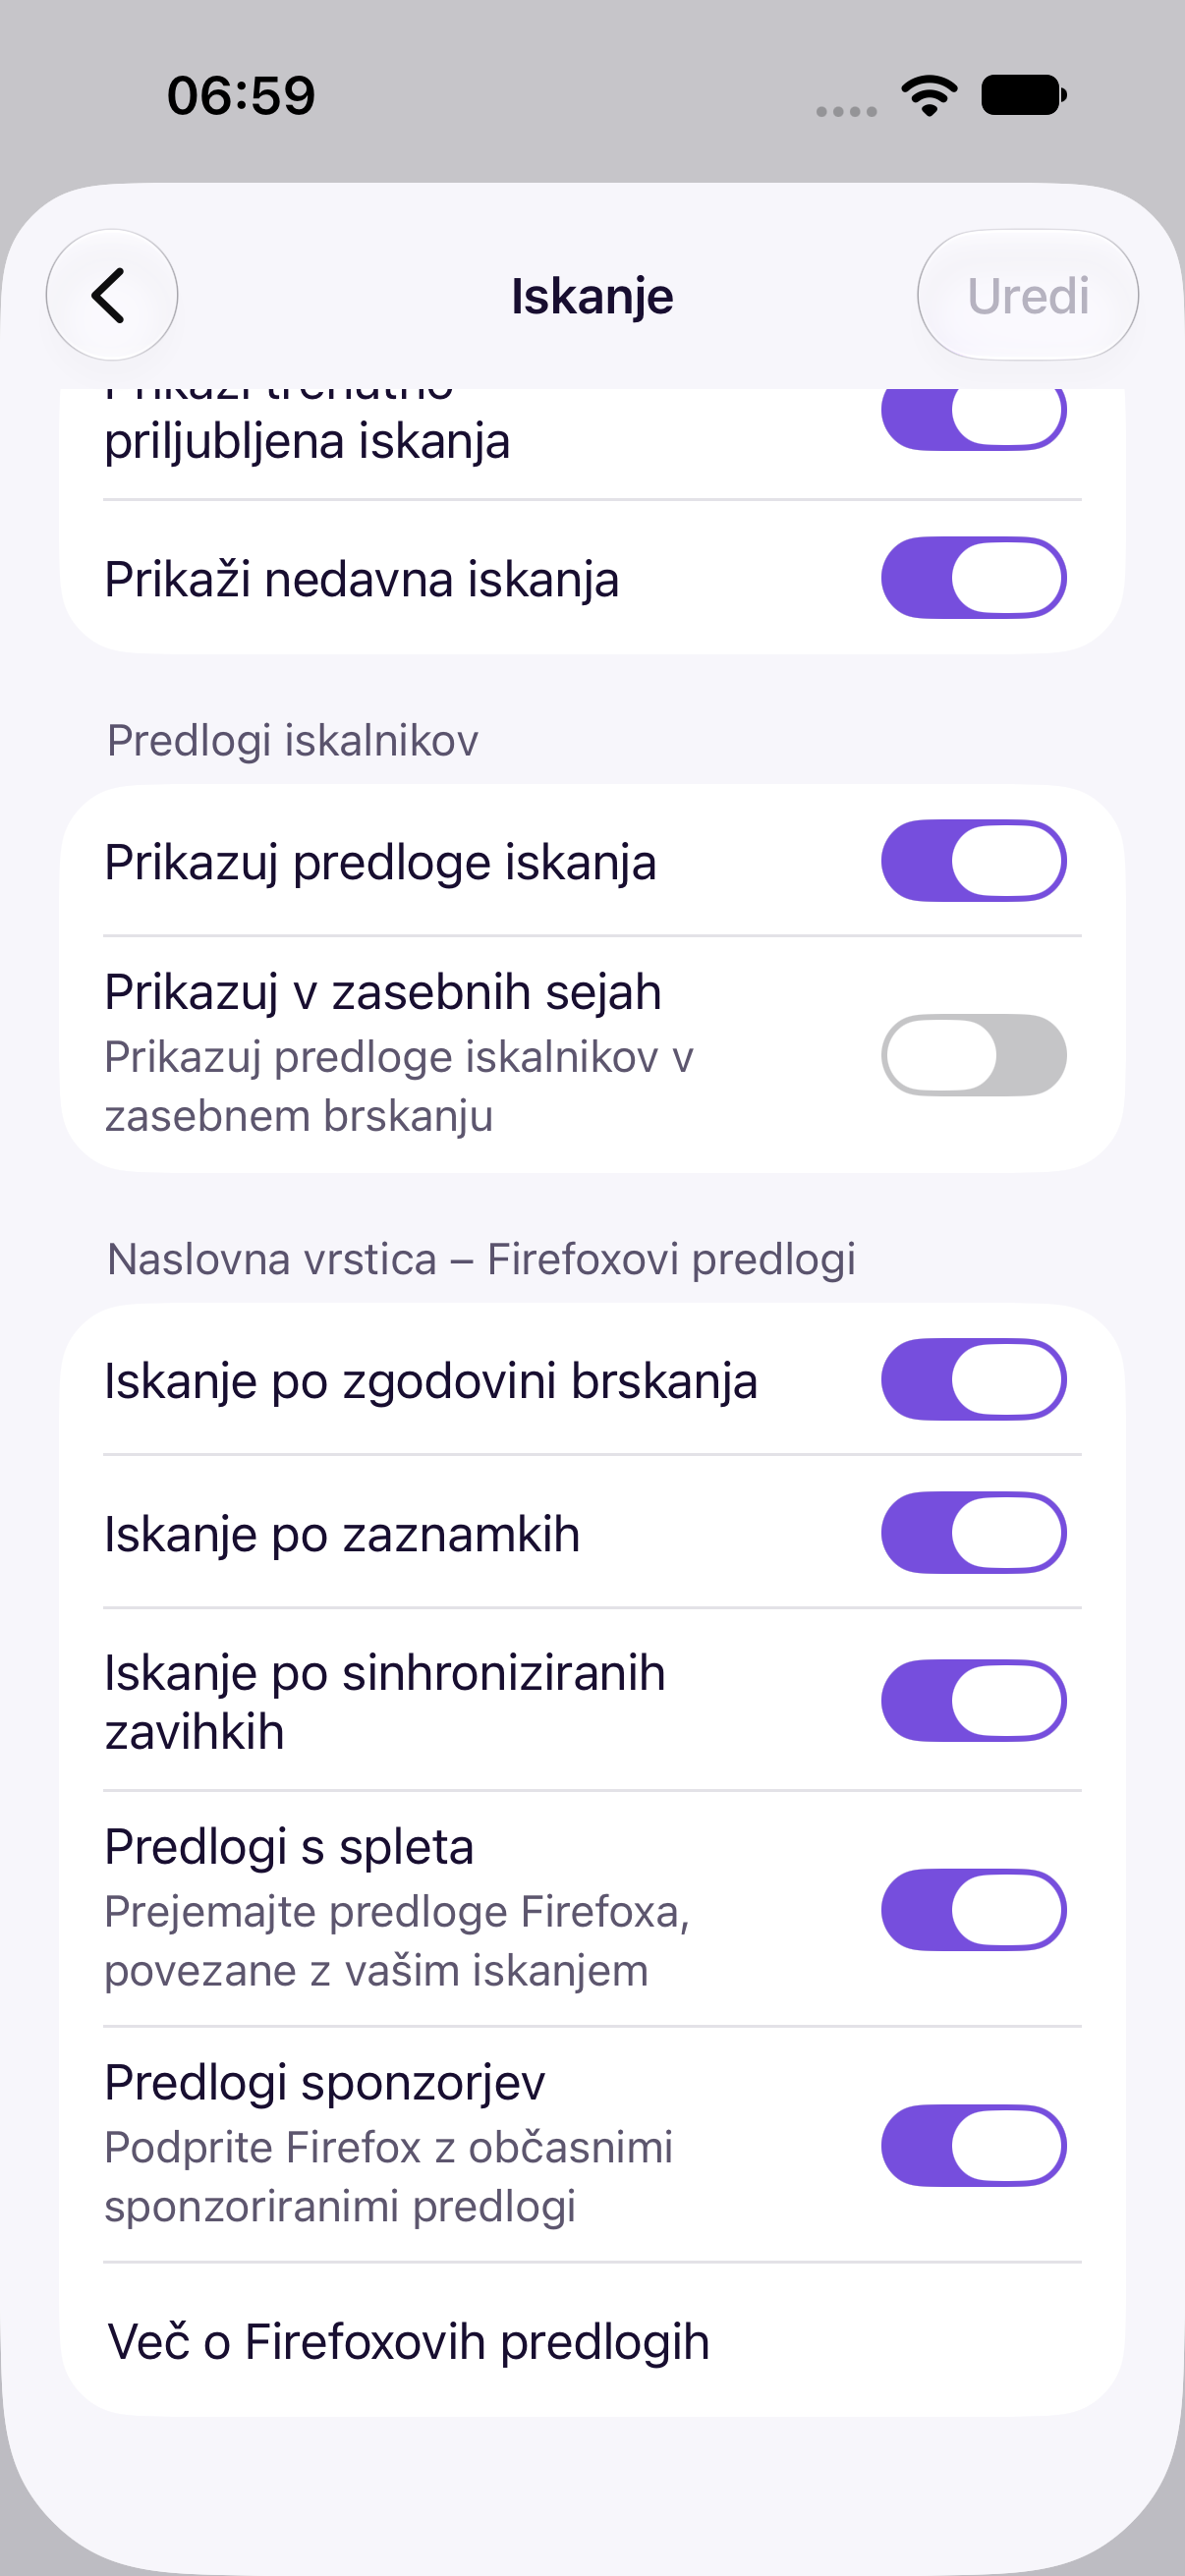 06:59
Iskanje
Uredi
Prikaži trenutno
priljubljena iskanja
Prikaži nedavna iskanja
Predlogi iskalnikov
Prikazuj predloge iskanja
Prikazuj v zasebnih sejah
Prikazuj predloge iskalnikov v
zasebnem brskanju
Naslovna vrstica – Firefoxovi predlogi
Iskanje po zgodovini brskanja
Iskanje po zaznamkih
Iskanje po sinhroniziranih
zavihkih
Predlogi s spleta
Prejemajte predloge Firefoxa,
povezane z vašim iskanjem
Predlogi sponzorjev
Podprite Firefox z občasnimi
sponzoriranimi predlogi
Več o Firefoxovih predlogih